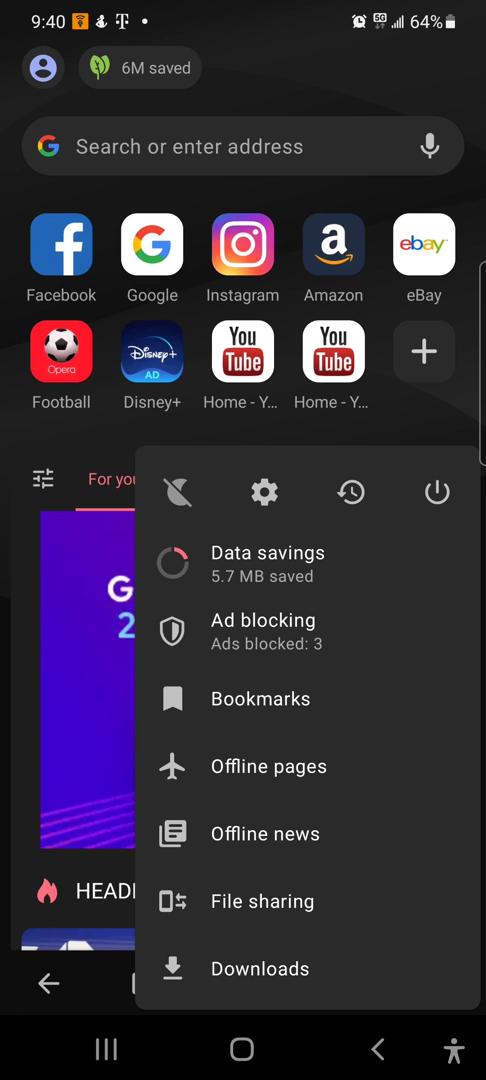 9:40
5G
64%
6M saved
G Search or enter address
f
G
a
ebay
Facebook
Google
Instagram
Amazon
eBay
Opera
Disney+
AD
You
Tube
You
Tube
Football
Disney+
Home - Y...
Home - Y...
For you
G
2
Data savings
5.7 MB saved
Ad blocking
Ads blocked: 3
Bookmarks
Offline pages
Offline news
File sharing
HEAD
Downloads